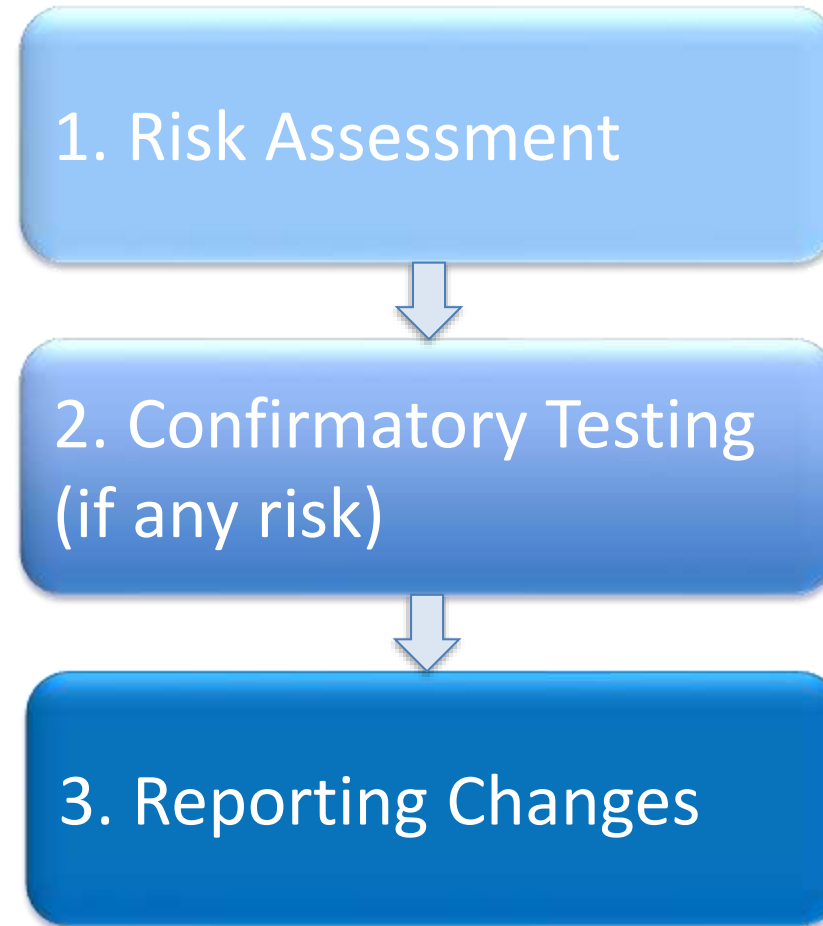 1. Risk Assessment
2. Confirmatory Testing
(if any risk)
3. Reporting Changes